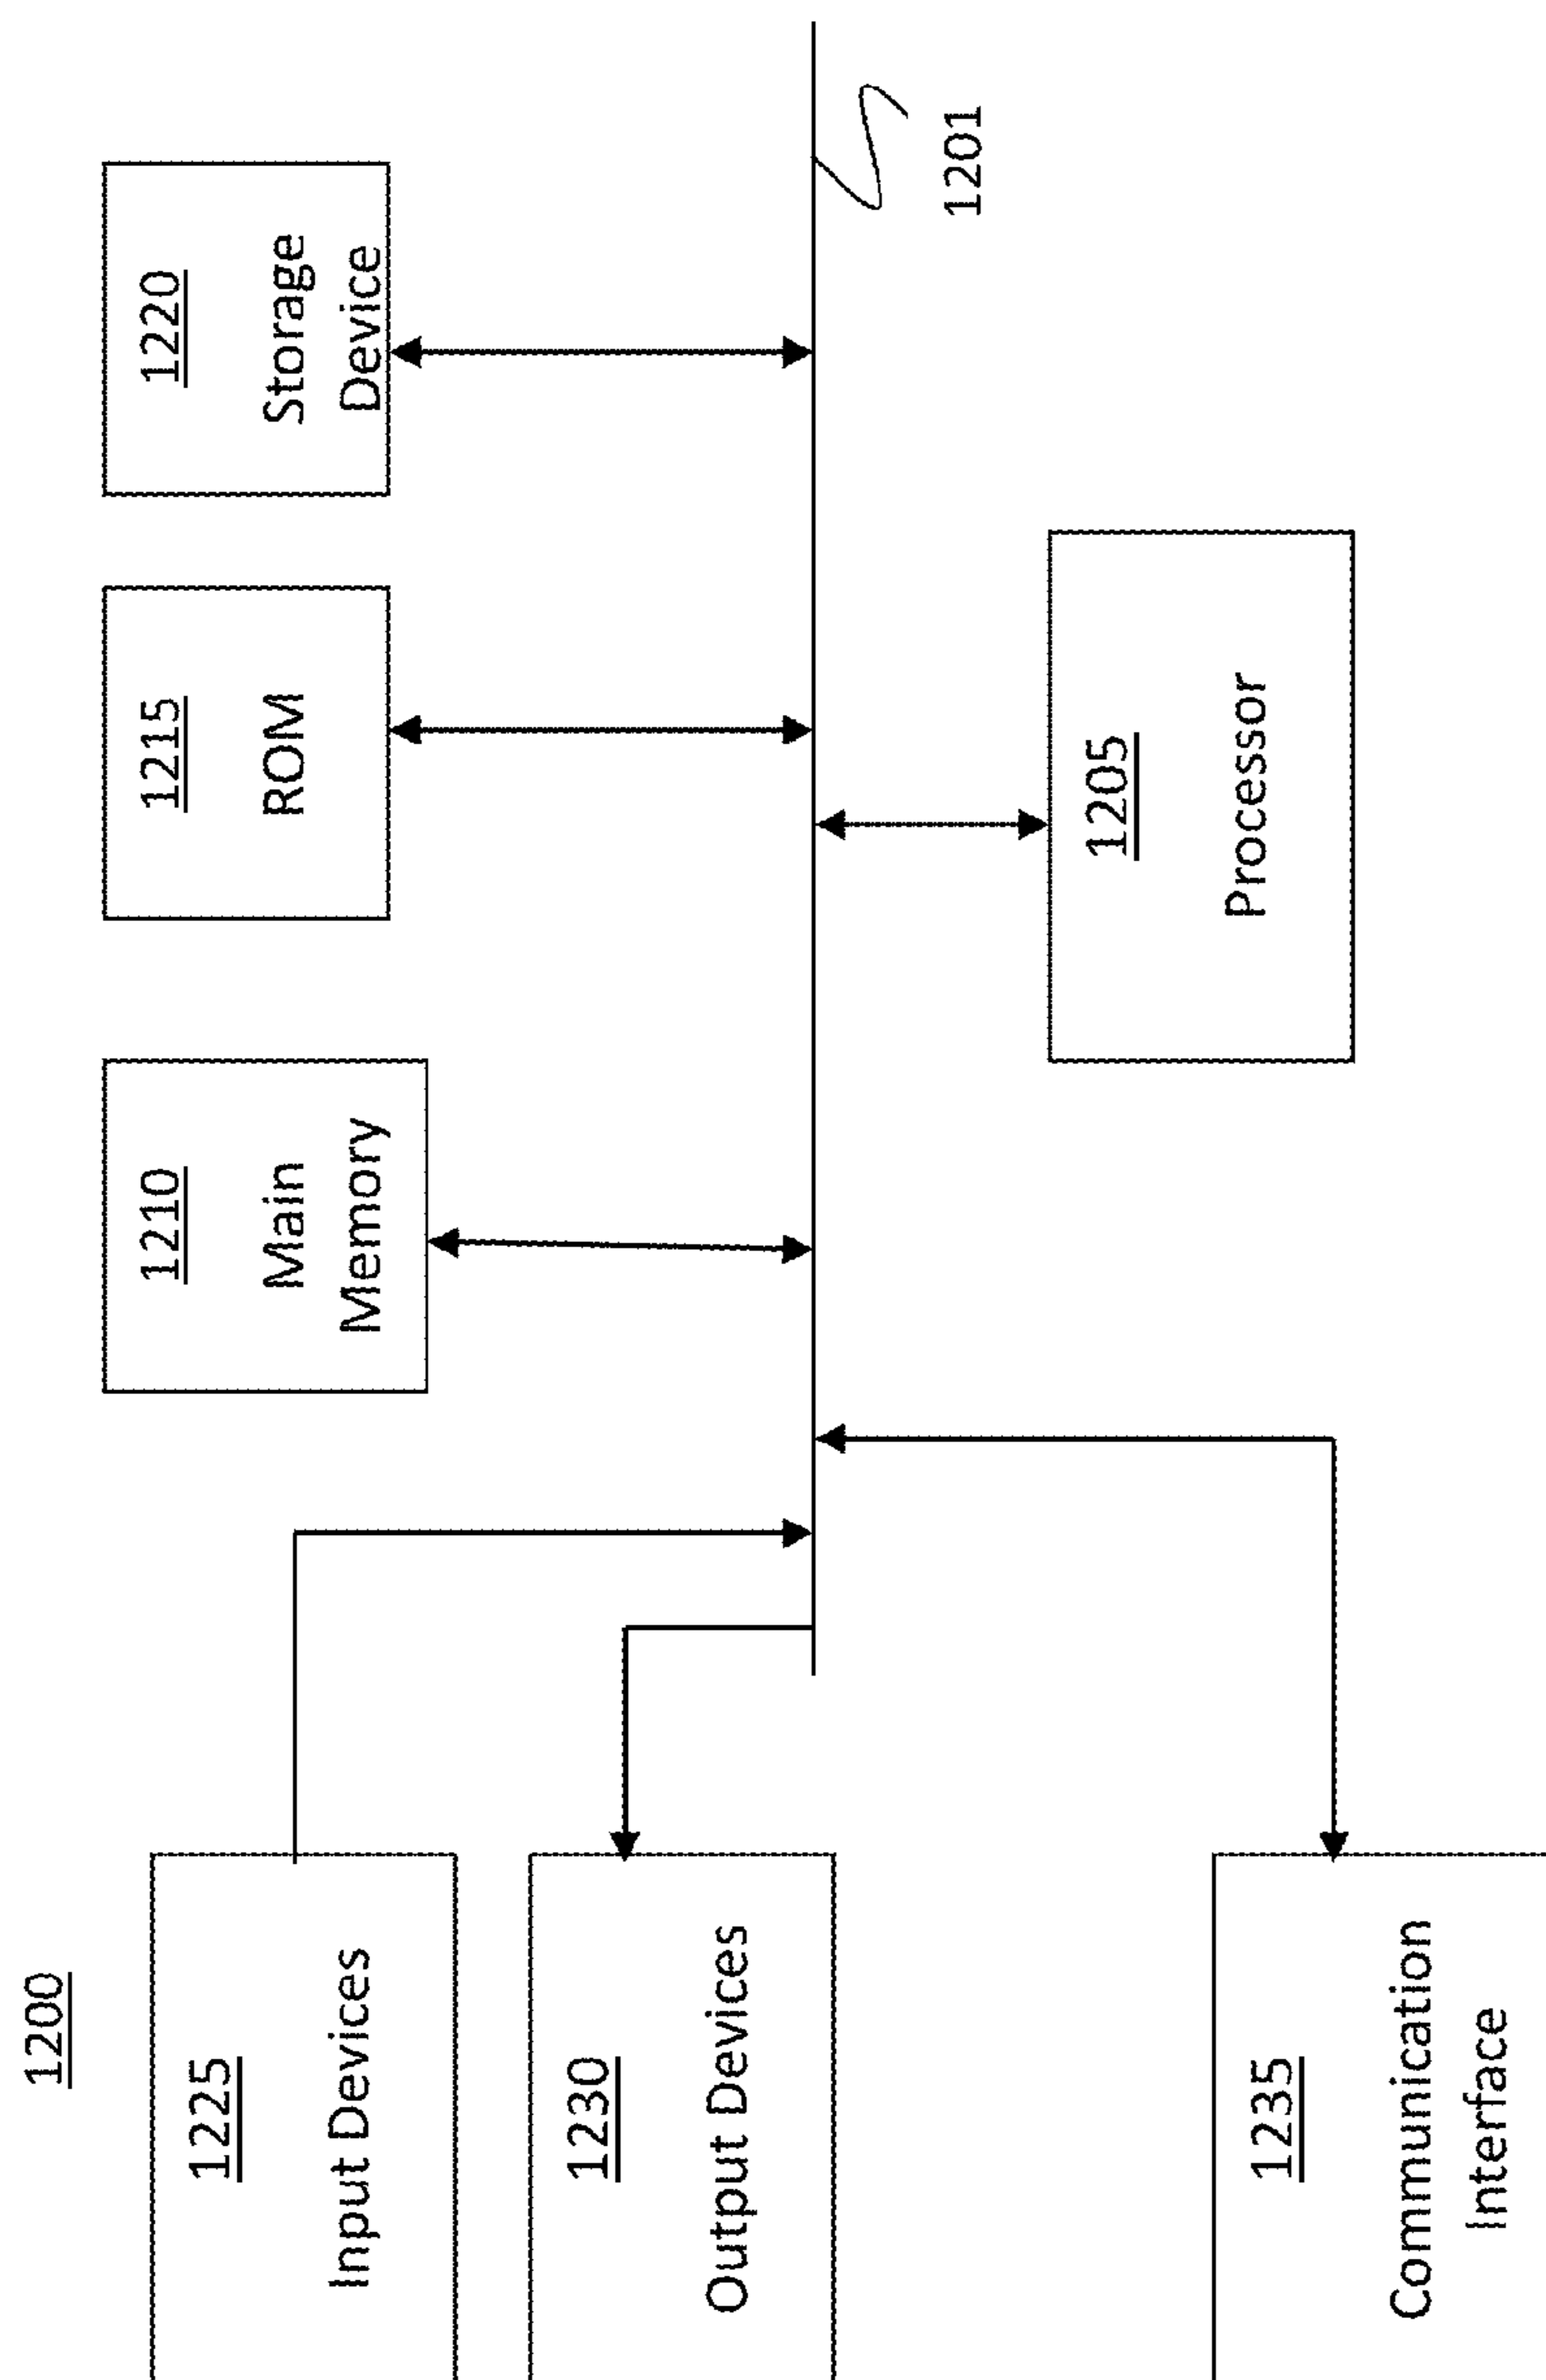 1200
1225
Input Devices
1230
Output Devices
1235
Communication
Interface
1210
Main
Memory
1215
ROM
1220
Storage
Device
1205
Processor
1201